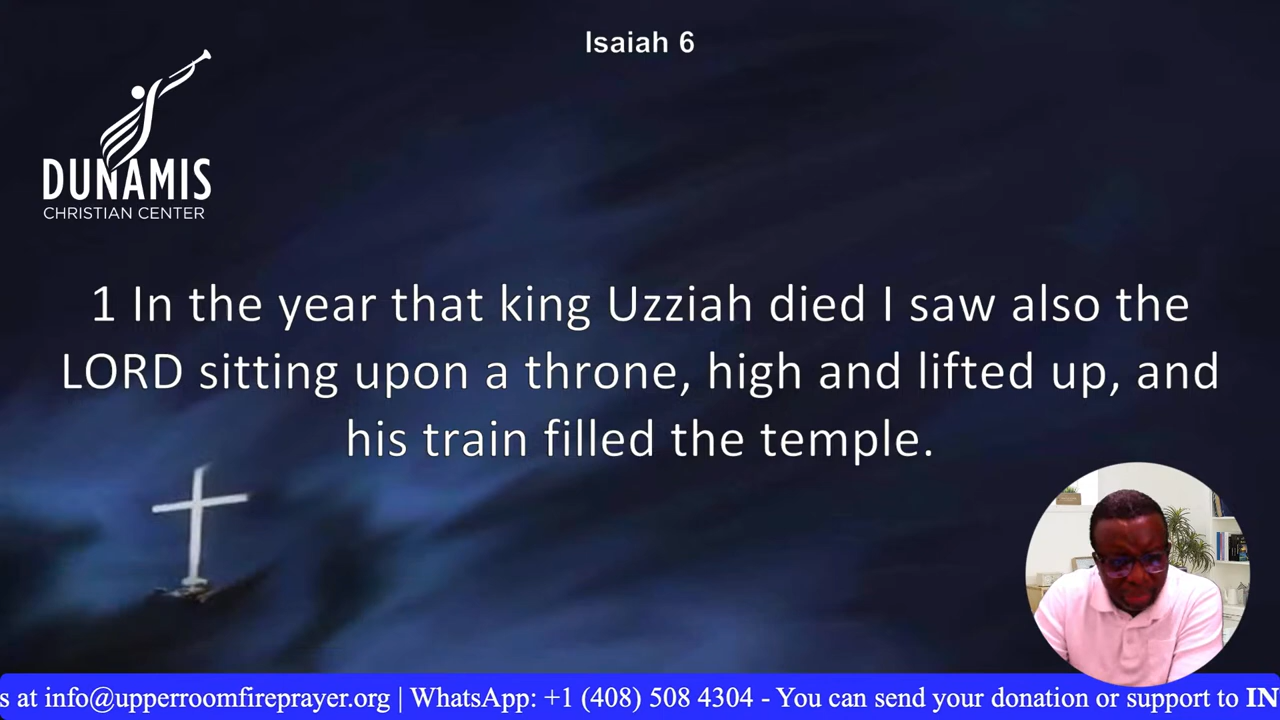 Isaiah 6
DUNAMIS
CHRISTIAN CENTER
1 In the year that king Uzziah died I saw also the
LORD sitting upon a throne, high and lifted up, and
his train filled the temple.
s at info@upperroomfireprayer.org | WhatsApp: +1 (408) 508 4304 - You can send your donation or support to IN